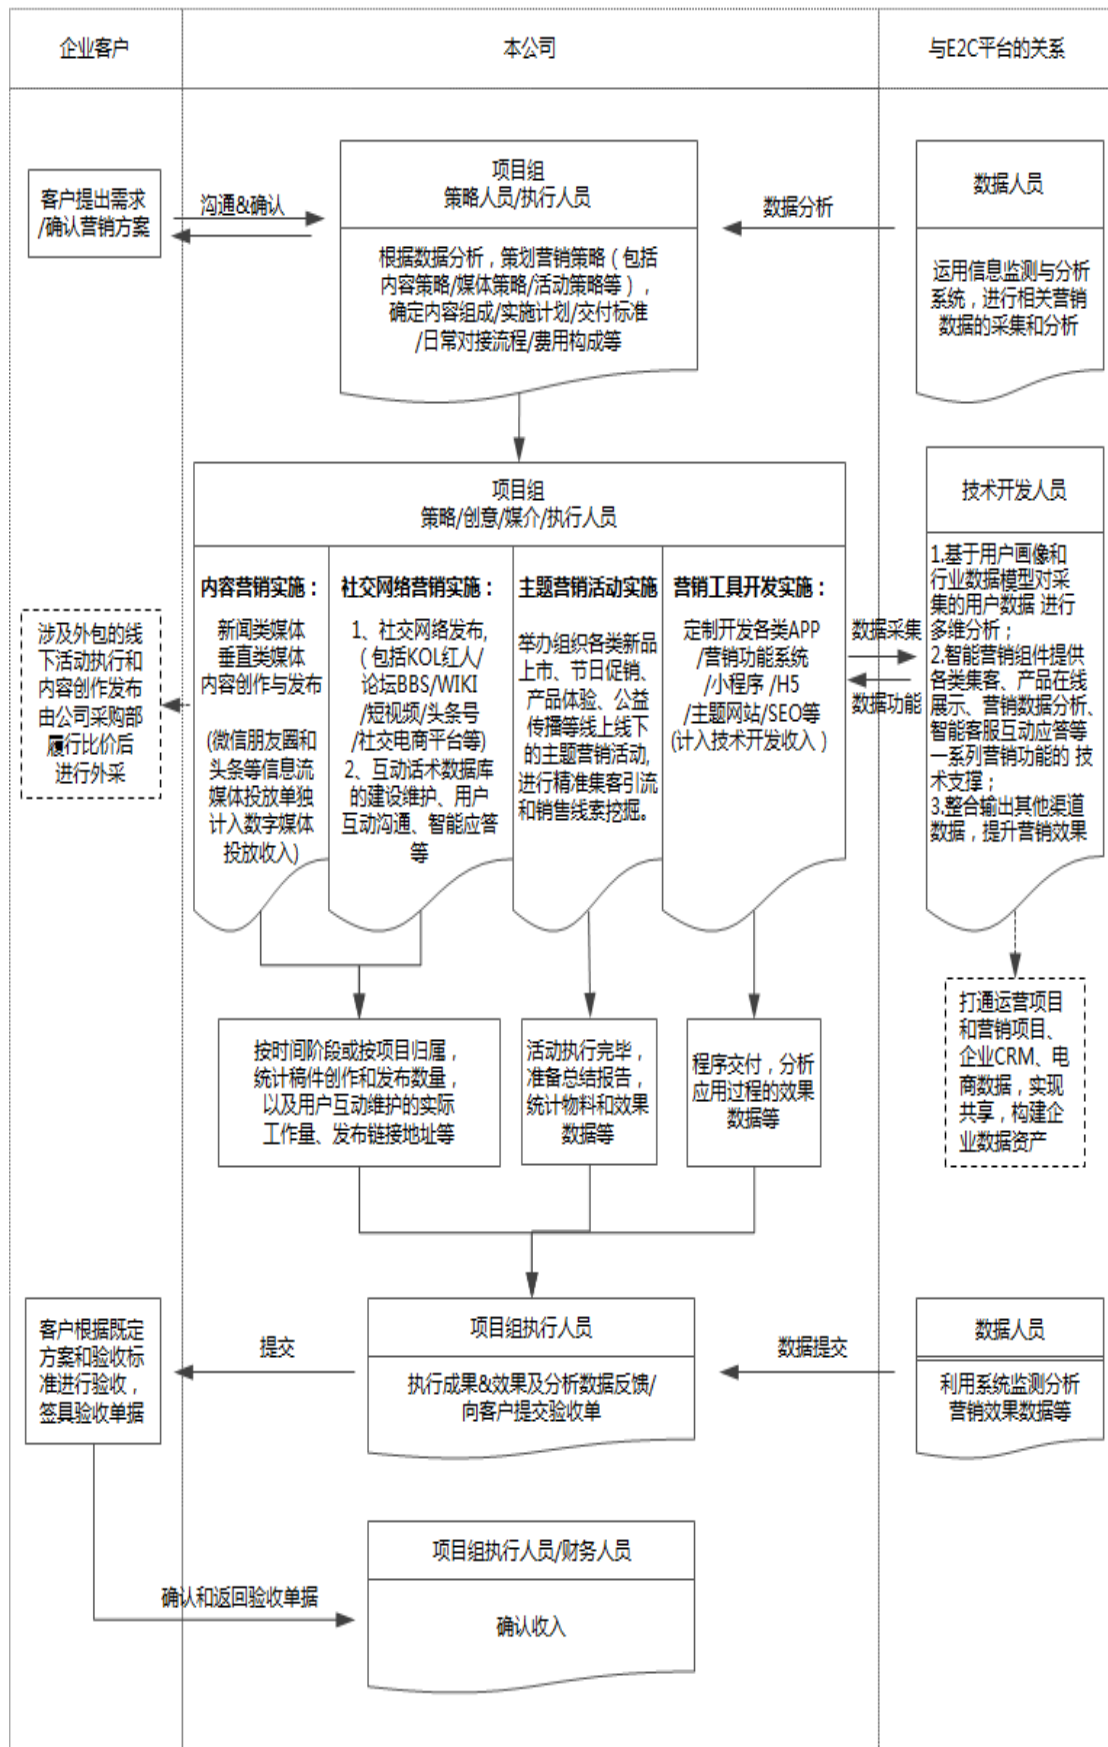 企业客户
本公司
与E2C平台的关系
客户提出需求
/确认营销方案
沟通&确认
项目组
策略人员/执行人员
根据数据分析，策划营销策略（包括
内容策略/媒体策略/活动策略等），
确定内容组成/实施计划/交付标准
/日常对接流程/费用构成等
数据分析
数据人员
运用信息监测与分析
系统，进行相关营销
数据的采集和分析
项目组
策略/创意/媒介/执行人员
内容营销实施：
新闻类媒体
垂直类媒体
内容创作与发布
(微信朋友圈和
头条等信息流
媒体投放单独
计入数字媒体
投放收入)
社交网络营销实施：
1、社交网络发布,
（包括KOL红人/
论坛BBS/WIKI
/短视频/头条号
/社交电商平台等)
2、互动话术数据库
的建设维护、用户
互动沟通、智能应答
等
主题营销活动实施
举办组织各类新品
上市、节日促销、
产品体验、公益
传播等线上线下
的主题营销活动,
进行精准集客引流
和销售线索挖掘。
营销工具开发实施：
定制开发各类APP
/营销功能系统
/小程序 /H5
/主题网站/SEO等
(计入技术开发收入 )
涉及外包的线
下活动执行和
内容创作发布
由公司采购部
履行比价后
进行外采
数据采集
数据功能
技术开发人员
1.基于用户画像和
行业数据模型对采
集的用户数据 进行
多维分析；
2.智能营销组件提供
各类集客、产品在线
展示、营销数据分析、
智能客服互动应答等
一系列营销功能的 技
术支撑；
3.整合输出其他渠道
数据，提升营销效果
打通运营项目
和营销项目、
企业CRM、电
商数据，实现
共享，构建企
业数据资产
按时间阶段或按项目归属，
统计稿件创作和发布数量，
以及用户互动维护的实际
工作量、发布链接地址等
活动执行完毕，
准备总结报告，
统计物料和效果
数据等
程序交付，分析
应用过程的效果
数据等
客户根据既定
方案和验收标
准进行验收，
签具验收单据
提交
项目组执行人员
执行成果&效果及分析数据反馈/
向客户提交验收单
数据提交
数据人员
利用系统监测分析
营销效果数据等
确认和返回验收单据
项目组执行人员/财务人员
确认收入